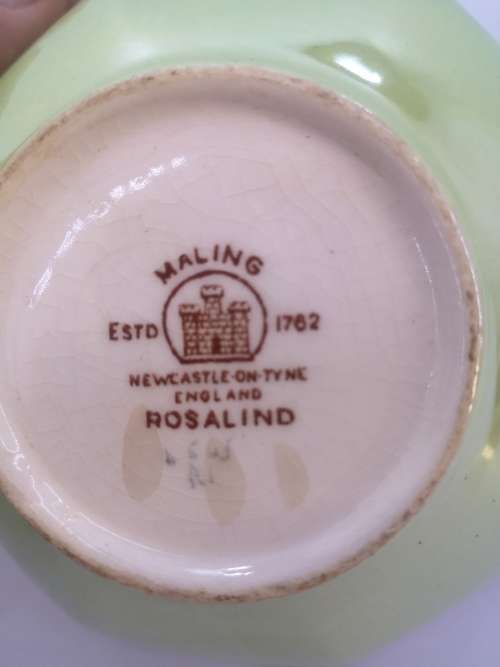 MALING
ESTD 1762
NEWCASTLE-ON-TYNE
ENGLAND
ROSALIND